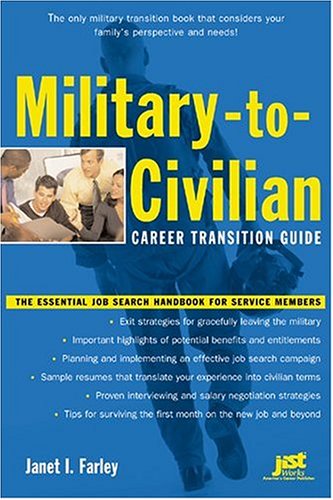 The only military transition book that considers your
family's perspective and needs!
Military-to-
Civilian
CAREER TRANSITION GUIDE
THE ESSENTIAL JOB SEARCH HANDBOOK FOR SERVICE MEMBERS
• Exit strategies for gracefully leaving the military
• Important highlights of potential benefits and entitlements
• Planning and implementing an effective job search campaign
• Sample resumes that translate your experience into civilian terms
• Proven interviewing and salary negotiation strategies
• Tips for surviving the first month on the new job and beyond
Janet I. Farley
jist
Works
America's Career Publisher